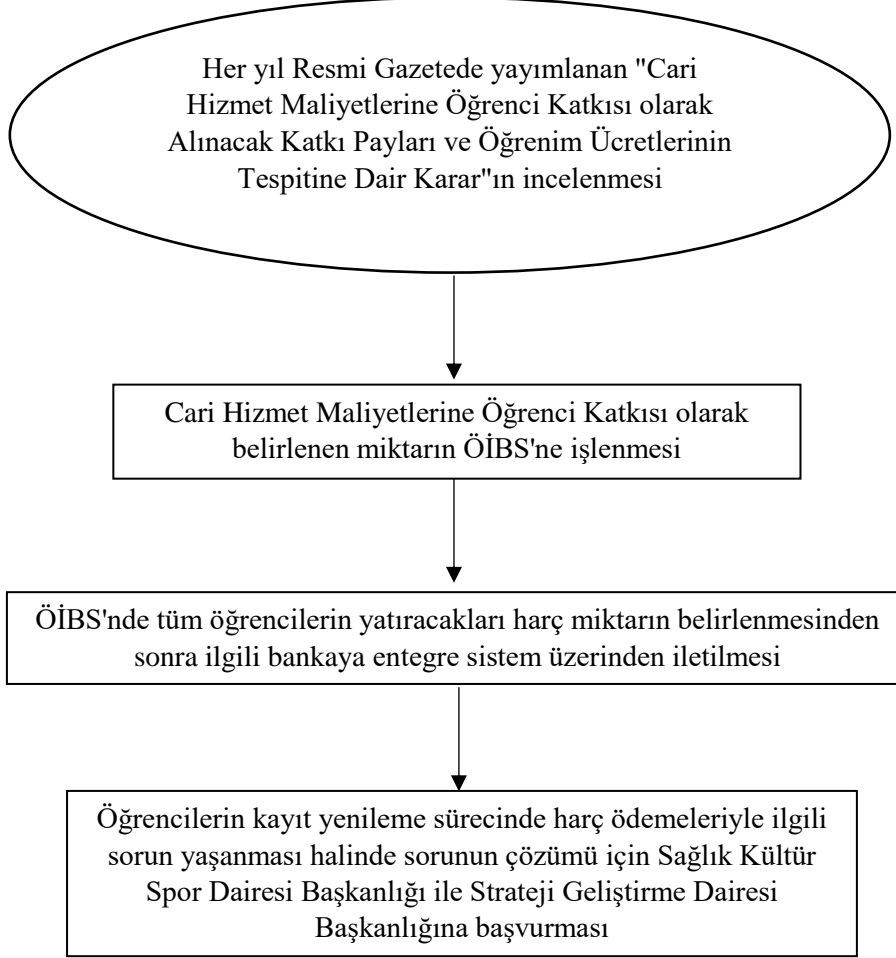 Her yıl Resmi Gazetede yayımlanan "Cari
Hizmet Maliyetlerine Öğrenci Katkısı olarak
Alınacak Katkı Payları ve Öğrenim Ücretlerinin
Tespitine Dair Karar"ın incelenmesi
Cari Hizmet Maliyetlerine Öğrenci Katkısı olarak
belirlenen miktarın ÖİBS'ne işlenmesi
ÖİBS'nde tüm öğrencilerin yatıracakları harç miktarın belirlenmesinden
sonra ilgili bankaya entegre sistem üzerinden iletilmesi
Öğrencilerin kayıt yenileme sürecinde harç ödemeleriyle ilgili
sorun yaşanması halinde sorunun çözümü için Sağlık Kültür
Spor Dairesi Başkanlığı ile Strateji Geliştirme Dairesi
Başkanlığına başvurması